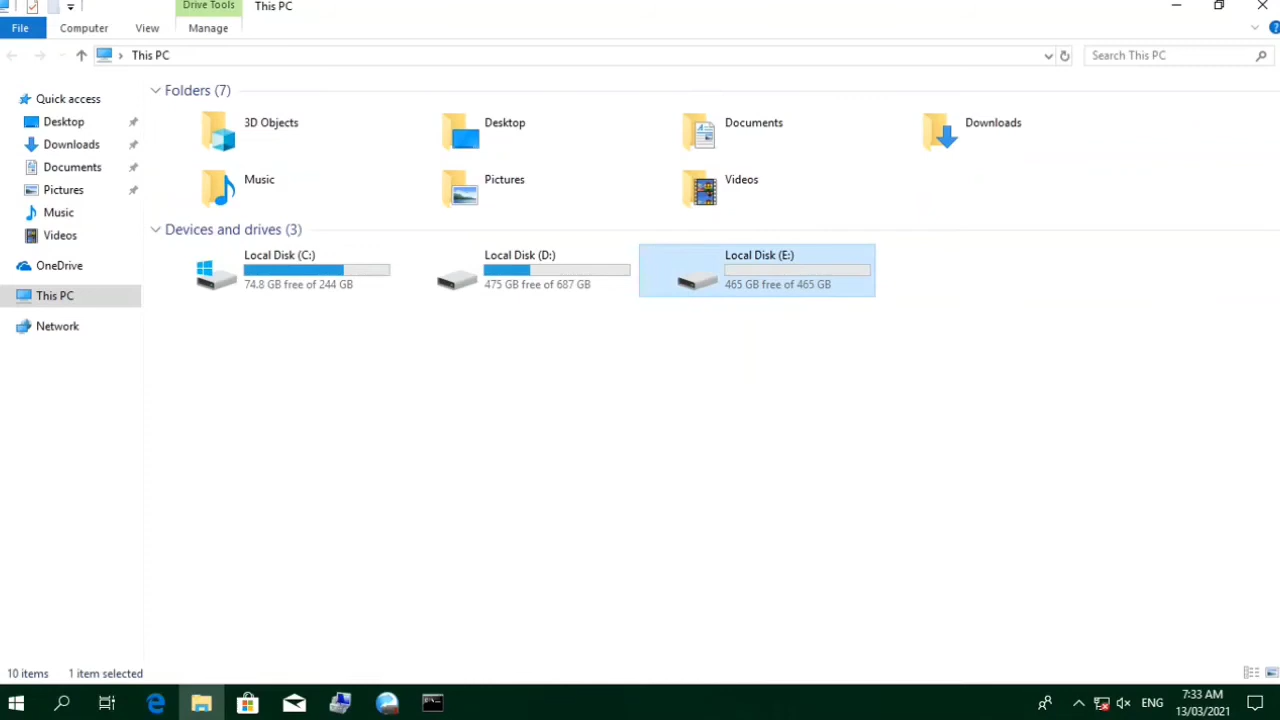 Drive Tools This PC
File Computer View Manage
This PC Search This PC
Quick access
Desktop
Downloads
Documents
Pictures
Music
Videos
OneDrive
This PC
Network
Folders (7)
3D Objects Desktop Documents Downloads
Music Pictures Videos
Devices and drives (3)
Local Disk (C:) Local Disk (D:) Local Disk (E:)
74.8 GB free of 244 GB 475 GB free of 687 GB 465 GB free of 465 GB
10 items 1 item selected
ENG 7:33 AM
13/03/2021